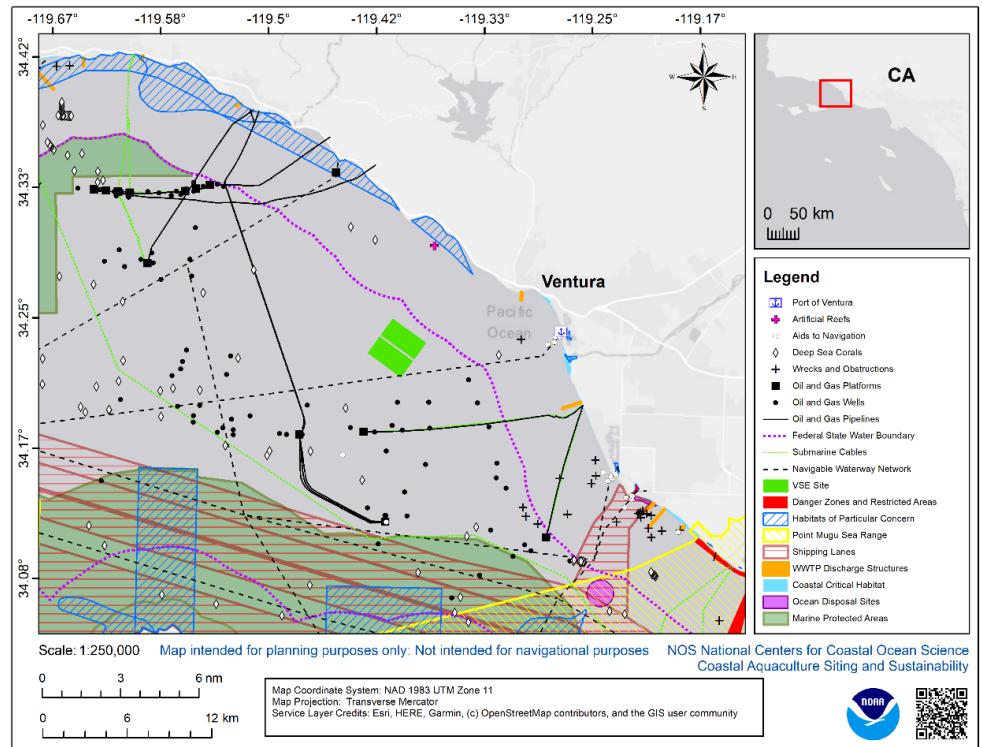 -119.67° -119.58° -119.5° -119.42° -119.33° -119.25° -119.17°
34.42°
34.33°
34.25°
34.17°
34.08°
N
W E
S
Ventura
Pacific
Ocean
CA
0 50 km
Legend
Port of Ventura
Artificial Reefs
Aids to Navigation
Deep Sea Corals
Wrecks and Obstructions
Oil and Gas Platforms
Oil and Gas Wells
Oil and Gas Pipelines
Federal State Water Boundary
Submarine Cables
Navigable Waterway Network
VSE Site
Danger Zones and Restricted Areas
Habitats of Particular Concern
Point Mugu Sea Range
Shipping Lanes
WWTP Discharge Structures
Coastal Critical Habitat
Ocean Disposal Sites
Marine Protected Areas
Scale: 1:250,000 Map intended for planning purposes only: Not intended for navigational purposes
NOS National Centers for Coastal Ocean Science
Coastal Aquaculture Siting and Sustainability
0 3 6 nm
0 6 12 km
Map Coordinate System: NAD 1983 UTM Zone 11
Map Projection: Transverse Mercator
Service Layer Credits: Esri, HERE, Garmin, (c) OpenStreetMap contributors, and the GIS user community
NOAA